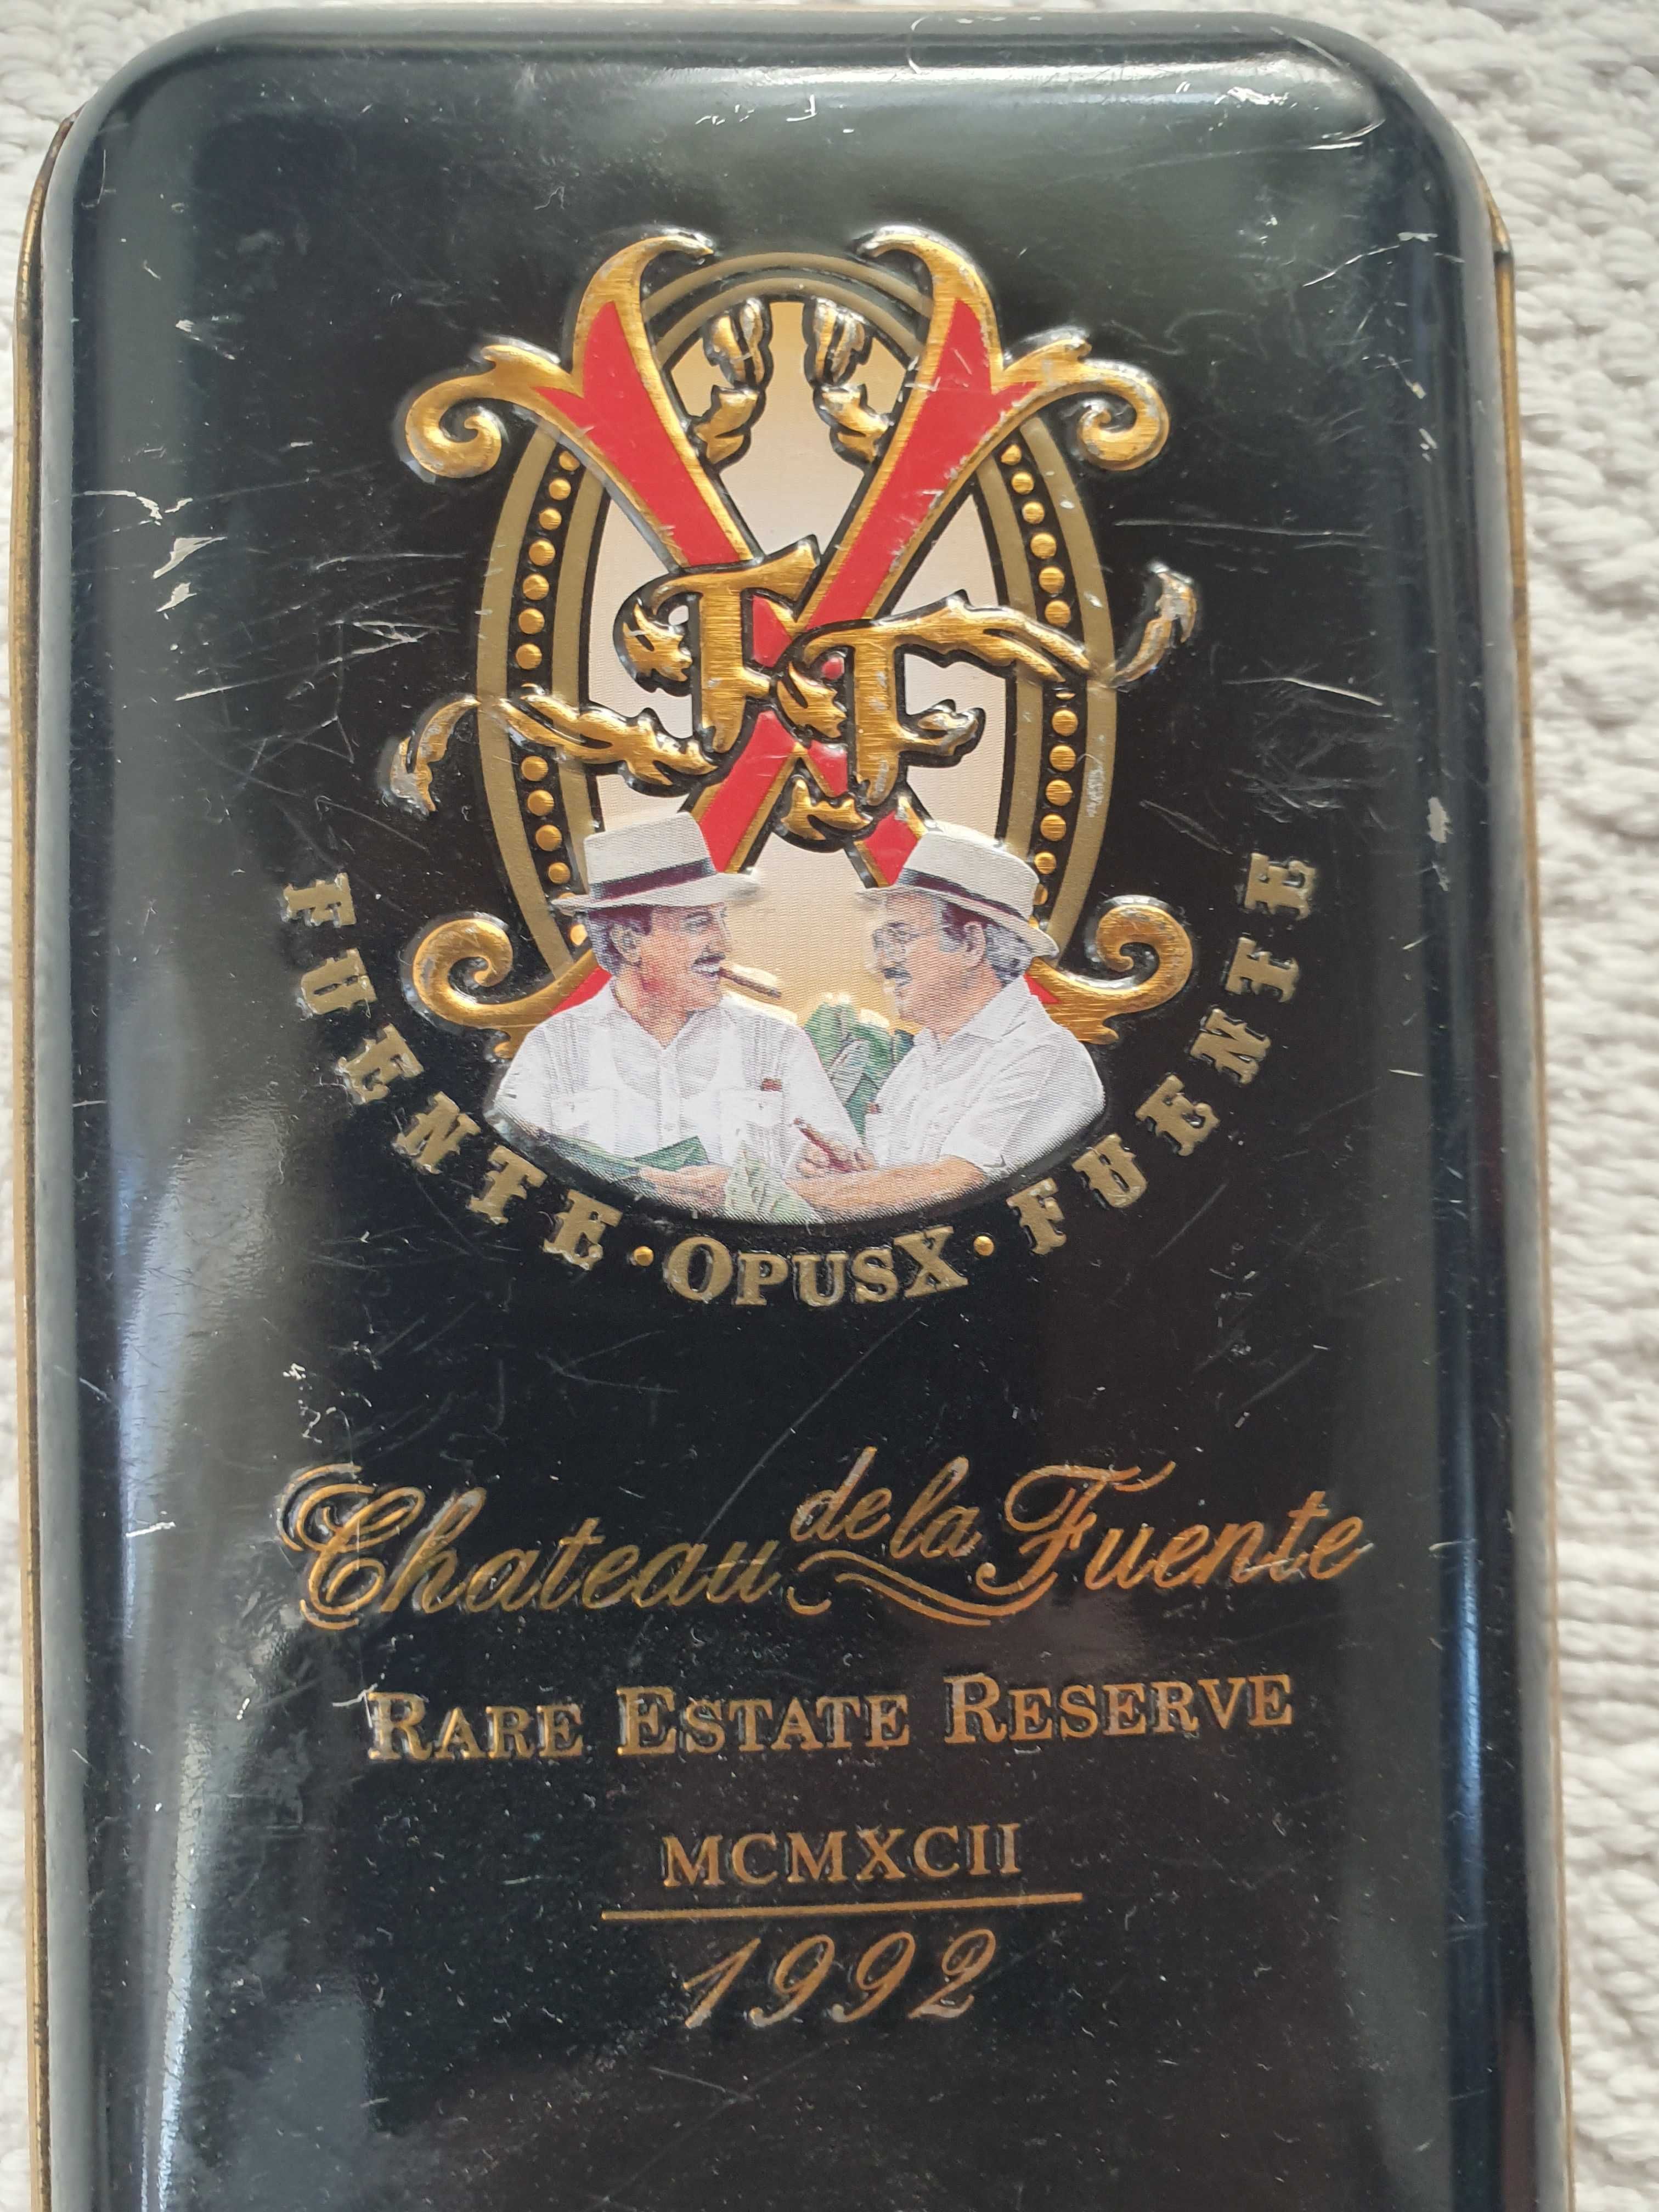 FF
FUENTE · OPUSX · FUENTE
Chateau de la Fuente
RARE ESTATE RESERVE
MCMXCII
1992